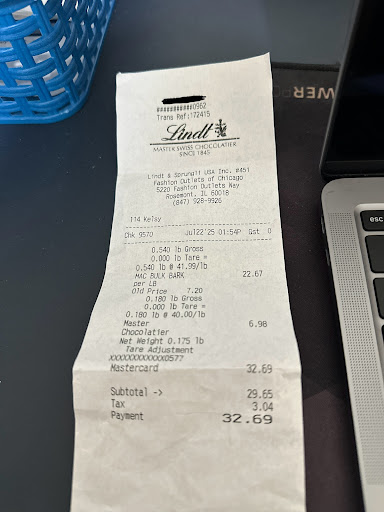 ###########0962
Trans Ref:172415
Lindt
MASTER SWISS CHOCOLATIER
SINCE 1845
Lindt & Sprungli USA Inc. #451
Fashion Outlets of Chicago
5220 Fashion Outlets Way
Rosemont, IL 60018
(847) 928-9926
114 Kelsy
Chk 9570 Jul22'25 01:54P Gst 0
0.540 lb Gross
0.000 lb Tare =
0.540 lb @ 41.99/lb
MAC BULK BARK 22.67
per LB
Old Price 7.20
0.180 lb Gross
0.000 lb Tare =
0.180 lb @ 40.00/lb
Master 6.98
Chocolatier
Net Weight 0.175 lb
Tare Adjustment
XXXXXXXXXXXX0577
Mastercard 32.69
Subtotal -> 29.65
Tax 3.04
Payment 32.69
esc